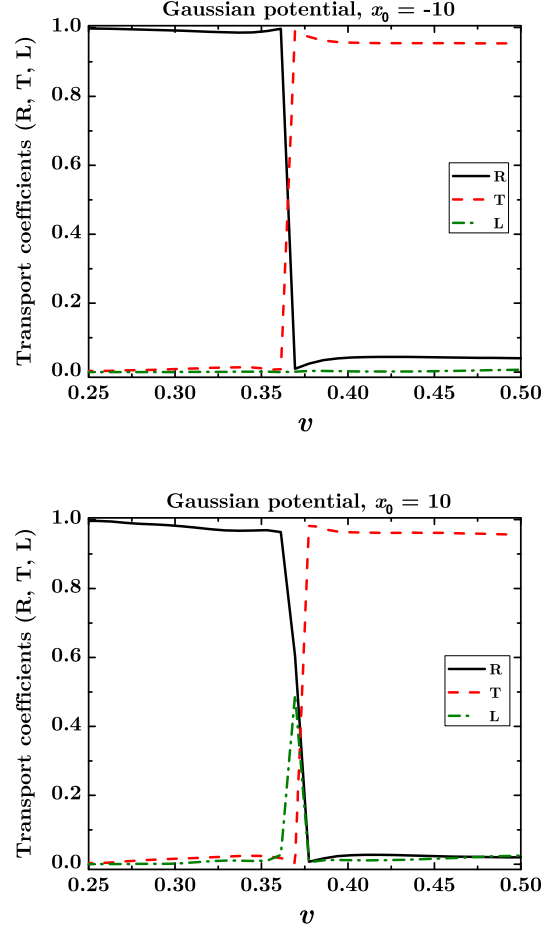 Gaussian potential, x₀ = -10
Transport coefficients (R, T, L)
1.0
0.8
0.6
0.4
0.2
0.0
R
T
L
0.25 0.30 0.35 0.40 0.45 0.50
v
Gaussian potential, x₀ = 10
Transport coefficients (R, T, L)
1.0
0.8
0.6
0.4
0.2
0.0
R
T
L
0.25 0.30 0.35 0.40 0.45 0.50
v